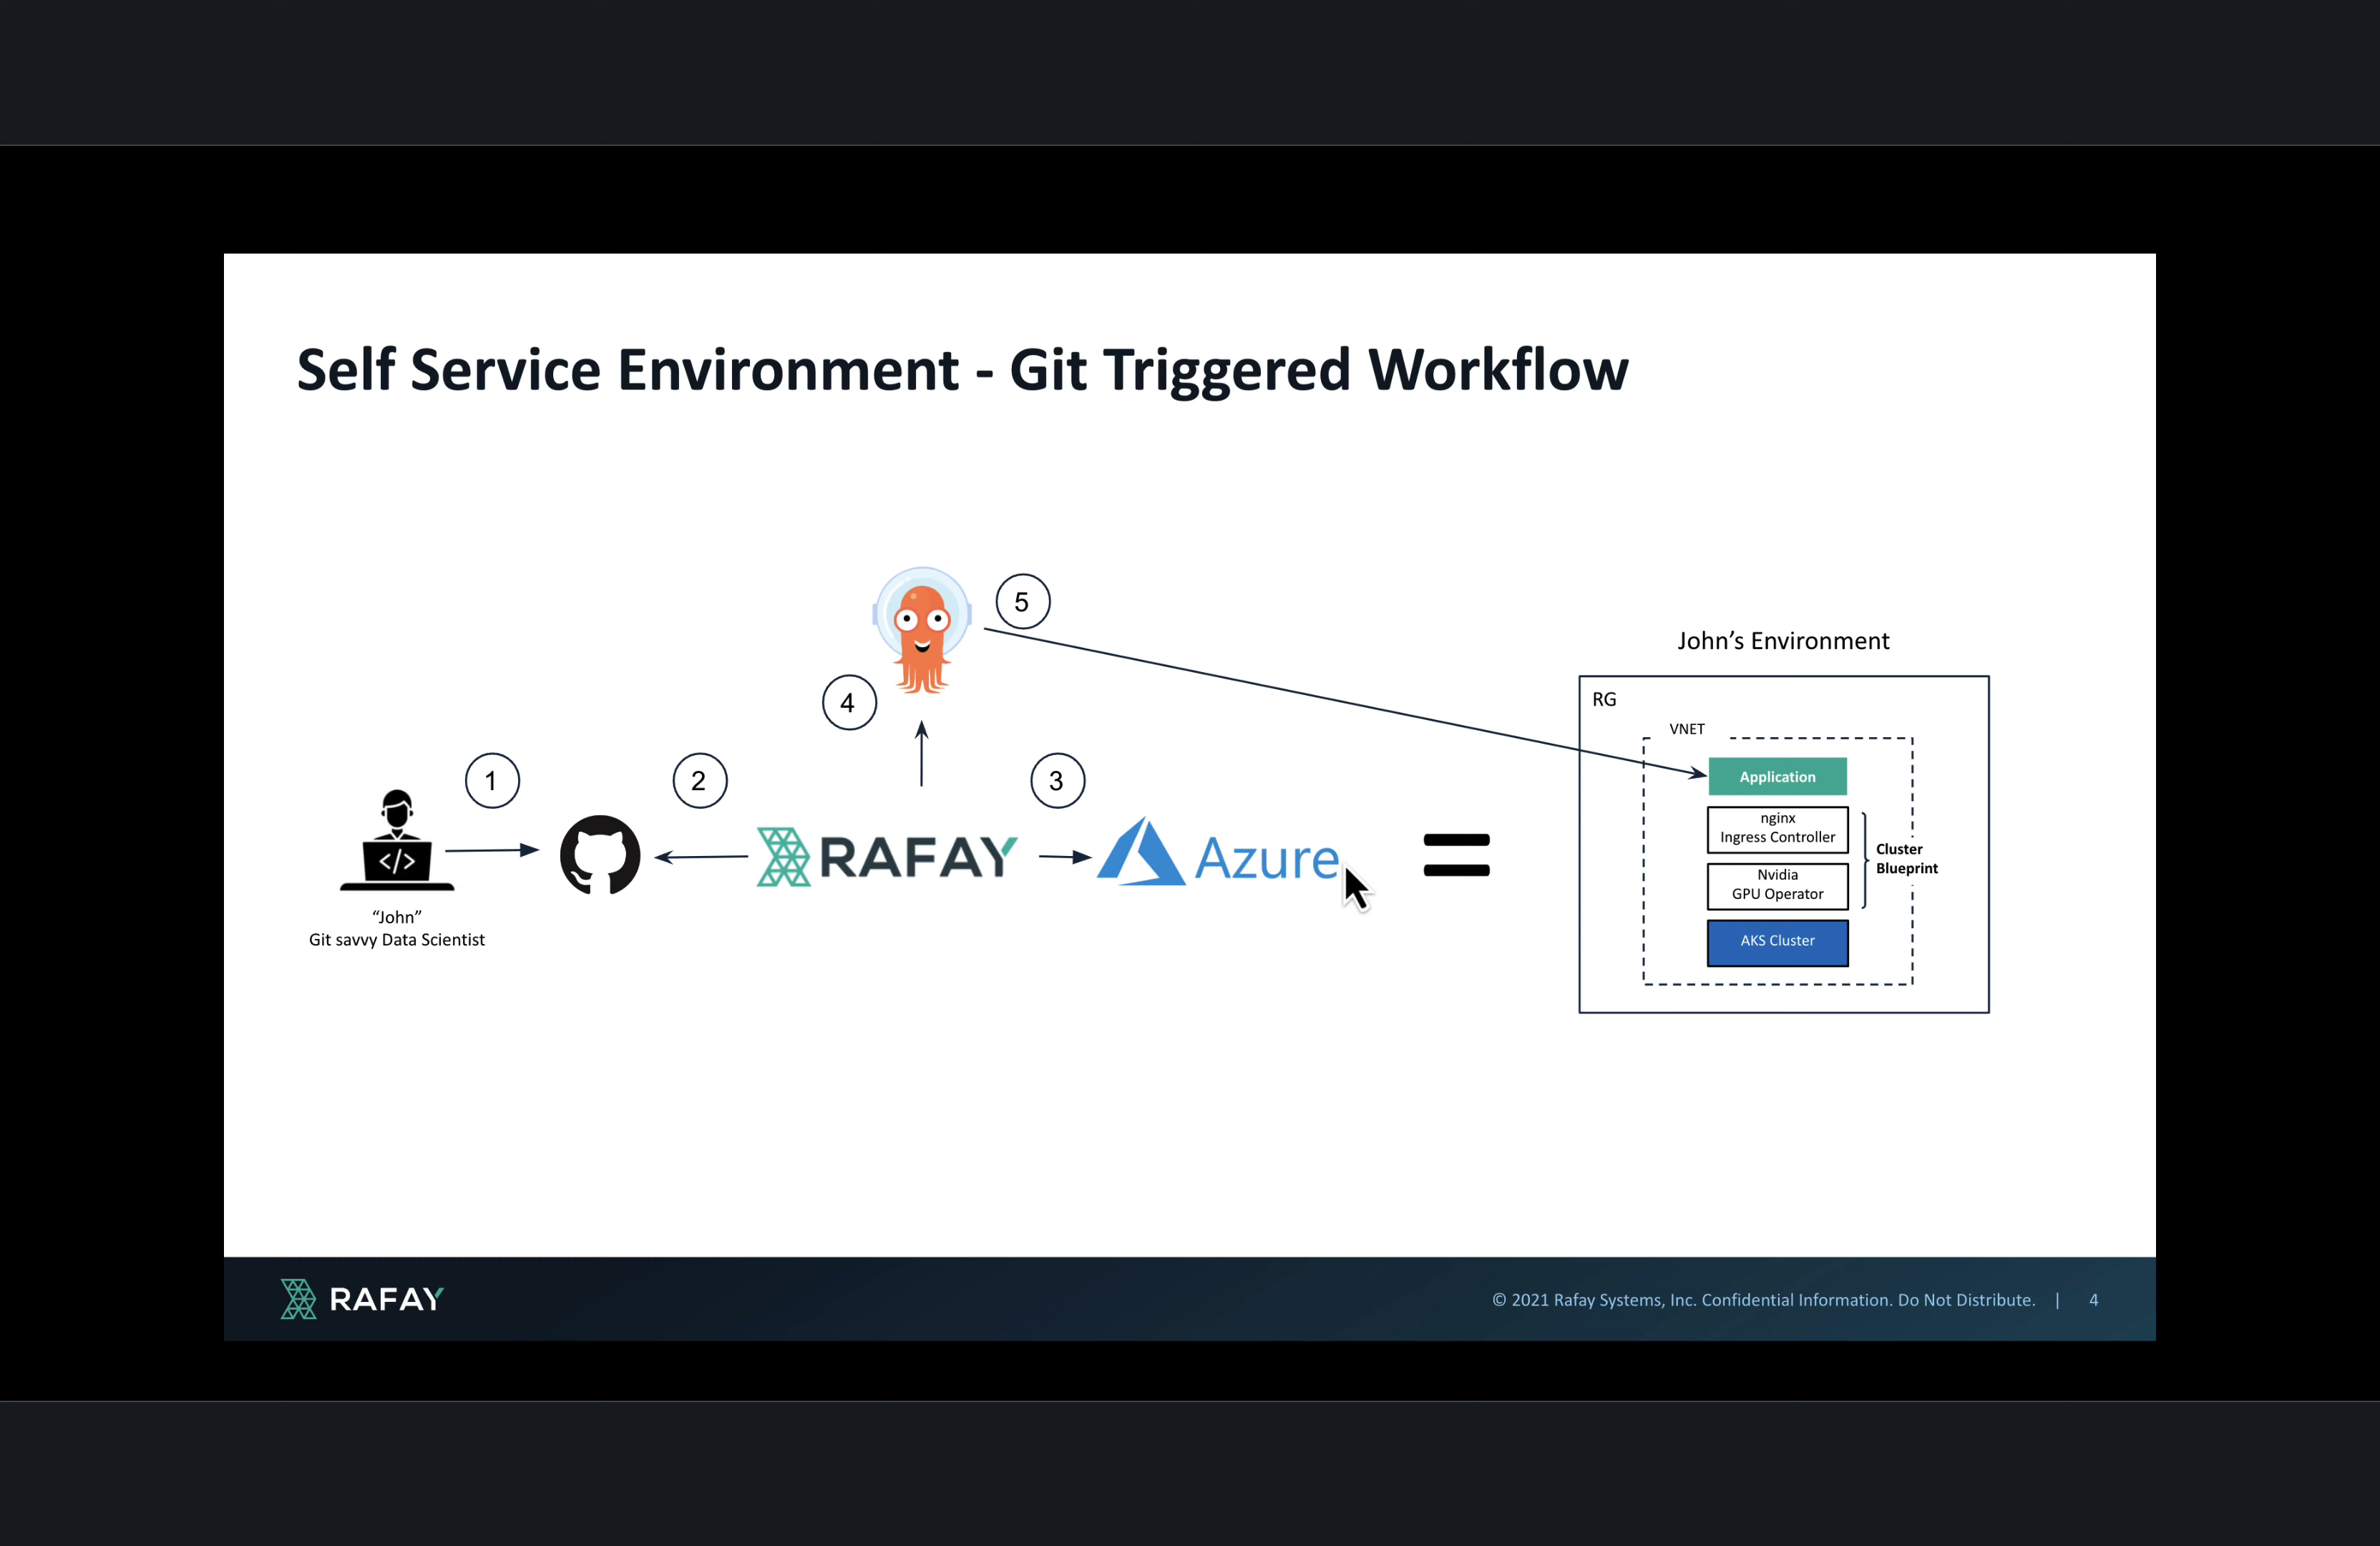 Self Service Environment - Git Triggered Workflow
5
John’s Environment
4
RG
VNET
1
2
3
Application
nginx
Ingress Controller
</>
RAFAY
Azure
Cluster
Blueprint
Nvidia
GPU Operator
“John”
Git savvy Data Scientist
AKS Cluster
RAFAY
© 2021 Rafay Systems, Inc. Confidential Information. Do Not Distribute. | 4